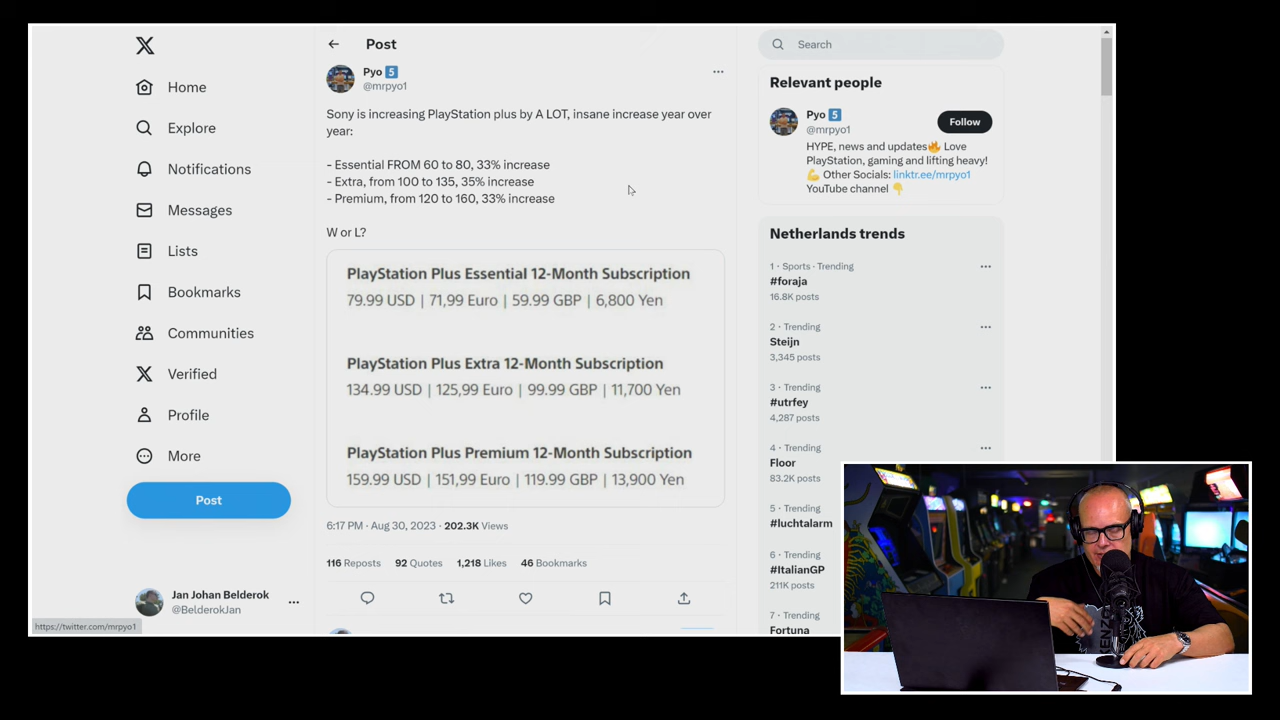 Home
Explore
Notifications
Messages
Lists
Bookmarks
Communities
Verified
Profile
More
Post
Jan Johan Belderok
@BelderokJan
https://twitter.com/mrpyo1
Post
Pyo 5
@mrpyo1
Sony is increasing PlayStation plus by A LOT, insane increase year over
year:
- Essential FROM 60 to 80, 33% increase
- Extra, from 100 to 135, 35% increase
- Premium, from 120 to 160, 33% increase
W or L?
PlayStation Plus Essential 12-Month Subscription
79.99 USD | 71,99 Euro | 59.99 GBP | 6,800 Yen
PlayStation Plus Extra 12-Month Subscription
134.99 USD | 125,99 Euro | 99.99 GBP | 11,700 Yen
PlayStation Plus Premium 12-Month Subscription
159.99 USD | 151,99 Euro | 119.99 GBP | 13,900 Yen
6:17 PM · Aug 30, 2023 · 202.3K Views
116 Reposts 92 Quotes 1,218 Likes 46 Bookmarks
Search
Relevant people
Pyo 5
@mrpyo1
Follow
HYPE, news and updates🔥 Love
PlayStation, gaming and lifting heavy!
💪 Other Socials: linktr.ee/mrpyo1
YouTube channel 👇
Netherlands trends
1 · Sports · Trending
#foraja
16.8K posts
2 · Trending
Steijn
3,345 posts
3 · Trending
#utrfey
4,287 posts
4 · Trending
Floor
83.2K posts
5 · Trending
#luchtalarm
6 · Trending
#ItalianGP
211K posts
7 · Trending
Fortuna
KENZO